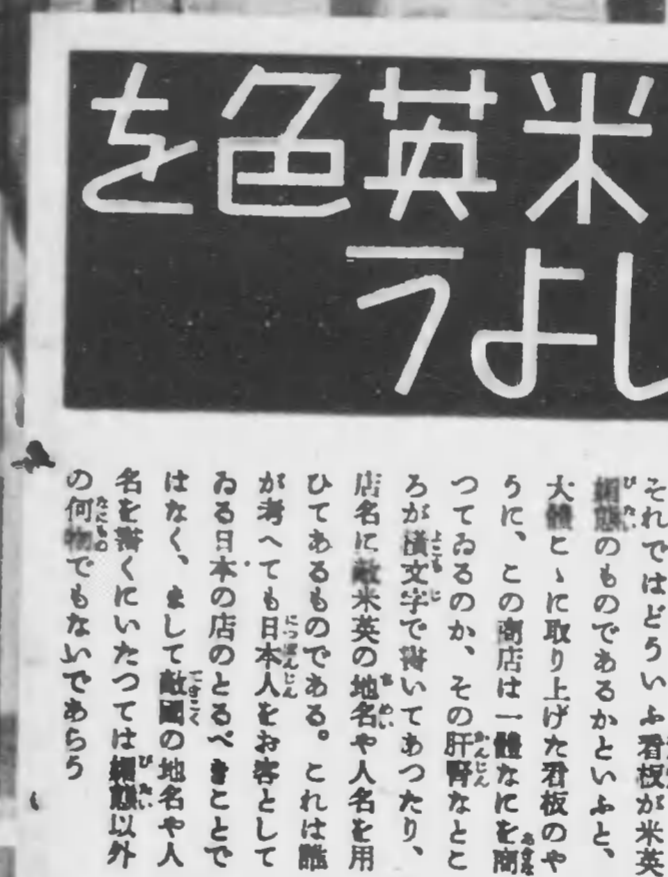 米英色を
しよう
それではどういふ看板が米英
媚態のものであるかといふと、
大體こゝに取り上げた看板のや
うに、この商店は一體なにを商
つてゐるのか、その肝腎なとこ
ろが横文字で書いてあつたり、
店名に敵米英の地名や人名を用
ひてあるものである。これは誰
が考へても日本人をお客として
ゐる日本の店のとるべきことで
はなく、まして敵國の地名や人
名を書くにいたつては媚態以外
の何物でもないであらう